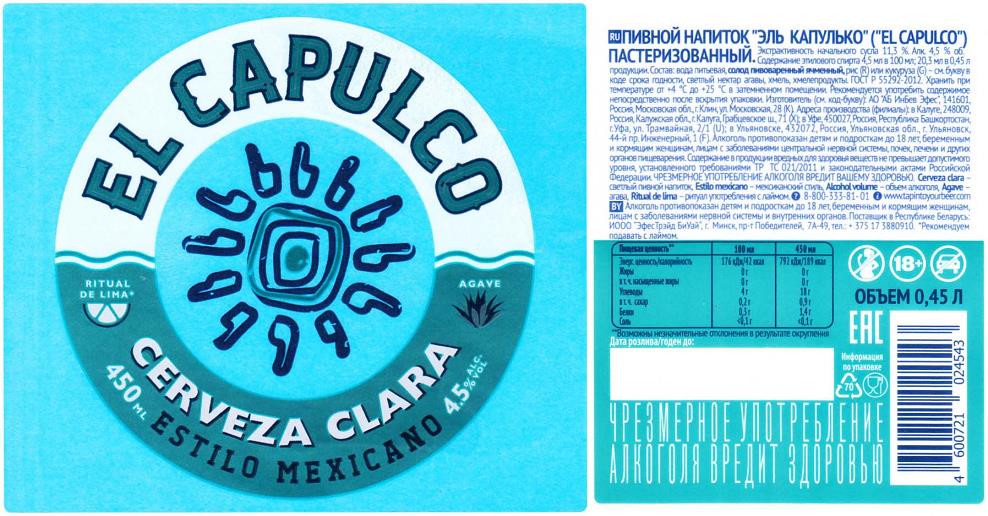 EL CAPULCO
RITUAL
DE LIMA*
AGAVE
CERVEZA CLARA
450 ML
4.5% ALC. VOL
ESTILO MEXICANO
RU ПИВНОЙ НАПИТОК "ЭЛЬ КАПУЛЬКО" ("EL CAPULCO")
ПАСТЕРИЗОВАННЫЙ. Экстрактивность начального сусла 11,3 %. Алк. 4,5 % об.
Содержание этилового спирта 4,5 мл в 100 мл; 20,3 мл в 0,45 л
продукции. Состав: вода питьевая, солод пивоваренный ячменный, рис (R) или кукуруза (G) – см. букву в
коде срока годности, светлый нектар агавы, хмель, хмелепродукты. ГОСТ Р 55292-2012. Хранить при
температуре от +4 °C до +25 °C в затемненном помещении. Рекомендуется употребить содержимое
непосредственно после вскрытия упаковки. Изготовитель (см. код-букву): АО "АБ ИнБев Эфес", 141601,
Россия, Московская обл., г. Клин, ул. Московская, 28 (К). Адреса производства (филиалы): в Калуге, 248009,
Россия, Калужская обл., г. Калуга, Грабцевское ш., 71 (X); в Уфе, 450027, Россия, Республика Башкортостан,
г. Уфа, ул. Трамвайная, 2/1 (U); в Ульяновске, 432072, Россия, Ульяновская обл., г. Ульяновск,
44-й пр. Инженерный, 1 (F). Алкоголь противопоказан детям и подросткам до 18 лет, беременным
и кормящим женщинам, лицам с заболеваниями центральной нервной системы, почек, печени и других
органов пищеварения. Содержание в продукции вредных для здоровья веществ не превышает допустимого
уровня, установленного требованиями ТР ТС 021/2011 и законодательными актами Российской
Федерации. ЧРЕЗМЕРНОЕ УПОТРЕБЛЕНИЕ АЛКОГОЛЯ ВРЕДИТ ВАШЕМУ ЗДОРОВЬЮ. Cerveza clara –
светлый пивной напиток, Estilo mexicano – мексиканский стиль, Alcohol volume – объем алкоголя, Agave –
агава, Ritual de lima – ритуал употребления с лаймом. 8-800-333-81-01 www.tapintoyourbeer.com
BY Алкоголь противопоказан детям и подросткам до 18 лет, беременным и кормящим женщинам,
лицам с заболеваниями нервной системы и внутренних органов. Поставщик в Республике Беларусь:
ИООО "ЭфесТрэйд БиУай", г. Минск, пр-т Победителей, 7А-49, тел.: + 375 17 3880910. *Рекомендуем
подавать с лаймом.
Пищевая ценность** 100 мл 450 мл
Энерг. ценность/калорийность 176 кДж/42 ккал 792 кДж/189 ккал
Жиры 0 г 0 г
в т.ч. насыщенные жиры 0 г 0 г
Углеводы 4 г 18 г
в т.ч. сахар 0,2 г 0,9 г
Белки 0,3 г 1,4 г
Соль <0,1 г <0,1 г
**Возможны незначительные отклонения в результате округления
Дата розлива/годен до:
18+
ОБЪЕМ 0,45 Л
EAC
Информация
по упаковке
70
ЧРЕЗМЕРНОЕ УПОТРЕБЛЕНИЕ
АЛКОГОЛЯ ВРЕДИТ ЗДОРОВЬЮ
4 600721 024543